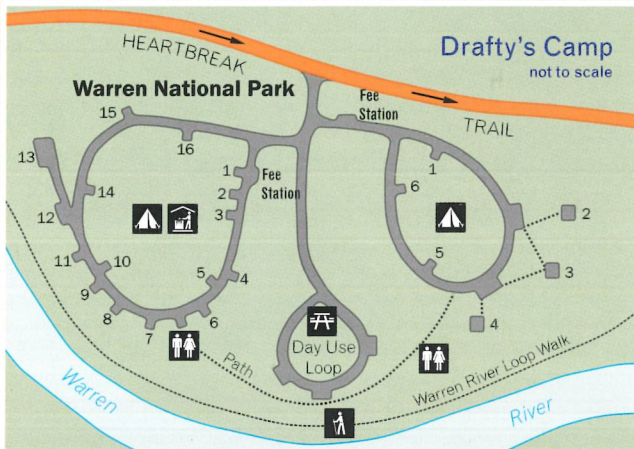 HEARTBREAK
Drafty's Camp
not to scale
Warren National Park
Fee
Station
TRAIL
15
16
13
14
12
11
10
9
8
7
6
5
4
3
2
1
Fee
Station
1
2
3
4
5
6
Day Use
Loop
Path
Warren River Loop Walk
Warren
River